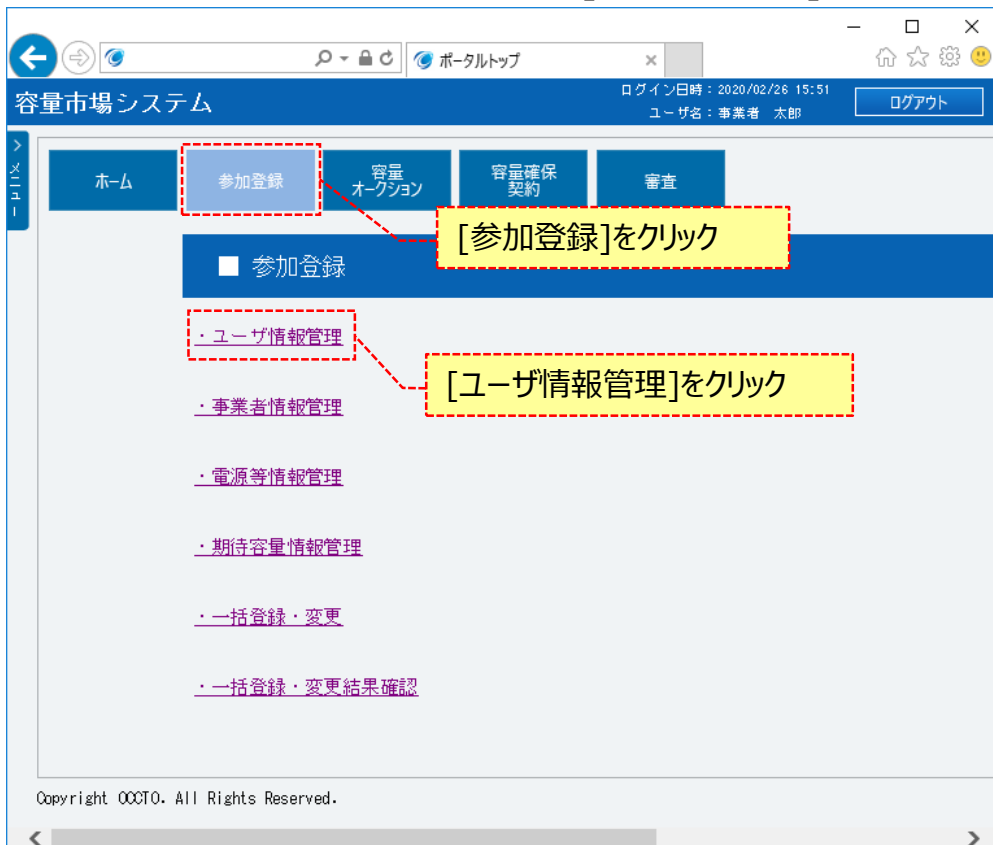 ポータルトップ
容量市場システム
ログイン日時：2020/02/26 15:51
ユーザ名：事業者 太郎
ログアウト
メニュー
ホーム
参加登録
容量
オークション
容量確保
契約
審査
[参加登録]をクリック
■ 参加登録
・ユーザ情報管理
[ユーザ情報管理]をクリック
・事業者情報管理
・電源等情報管理
・期待容量情報管理
・一括登録・変更
・一括登録・変更結果確認
Copyright OCCTO. All Rights Reserved.